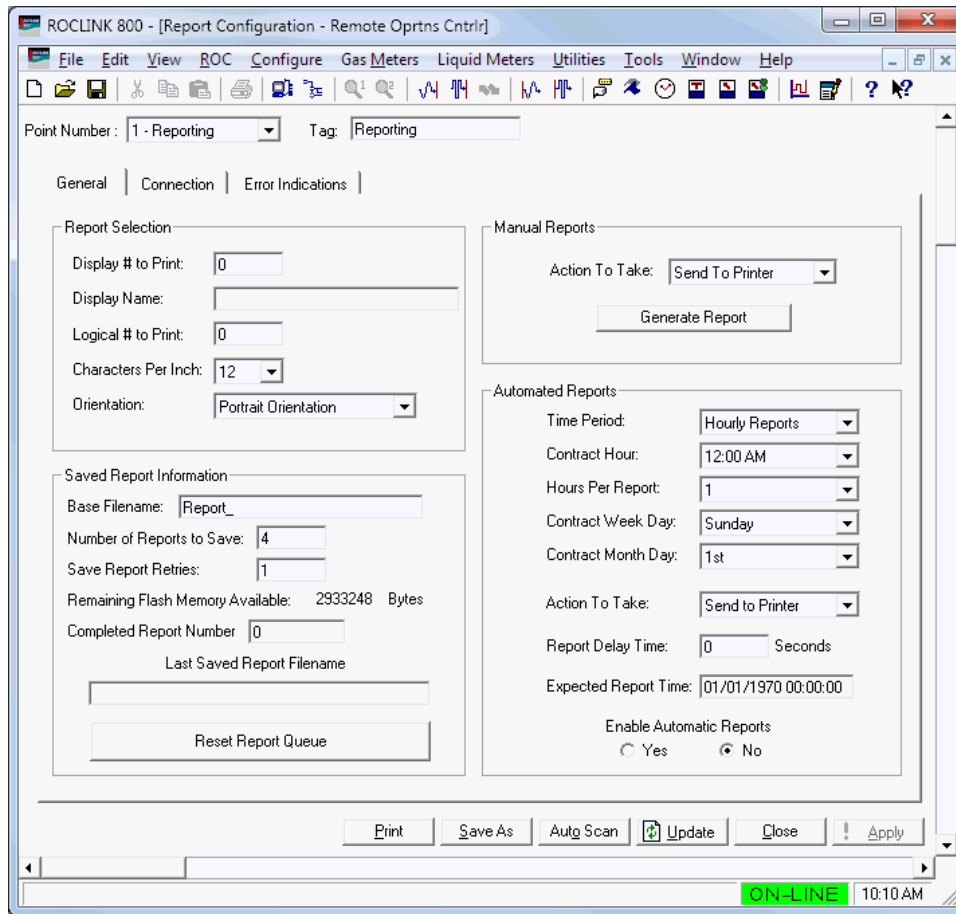 ROCLINK 800 - [Report Configuration - Remote Oprtns Cntrlr]
File Edit View ROC Configure Gas Meters Liquid Meters Utilities Tools Window Help
Point Number : 1 - Reporting Tag: Reporting
General Connection Error Indications
Report Selection
Display # to Print: 0
Display Name:
Logical # to Print: 0
Characters Per Inch: 12
Orientation: Portrait Orientation
Saved Report Information
Base Filename: Report_
Number of Reports to Save: 4
Save Report Retries: 1
Remaining Flash Memory Available: 2933248 Bytes
Completed Report Number 0
Last Saved Report Filename
Reset Report Queue
Manual Reports
Action To Take: Send To Printer
Generate Report
Automated Reports
Time Period: Hourly Reports
Contract Hour: 12:00 AM
Hours Per Report: 1
Contract Week Day: Sunday
Contract Month Day: 1st
Action To Take: Send to Printer
Report Delay Time: 0 Seconds
Expected Report Time: 01/01/1970 00:00:00
Enable Automatic Reports
Yes No
Print Save As Auto Scan Update Close ! Apply
ON-LINE 10:10 AM